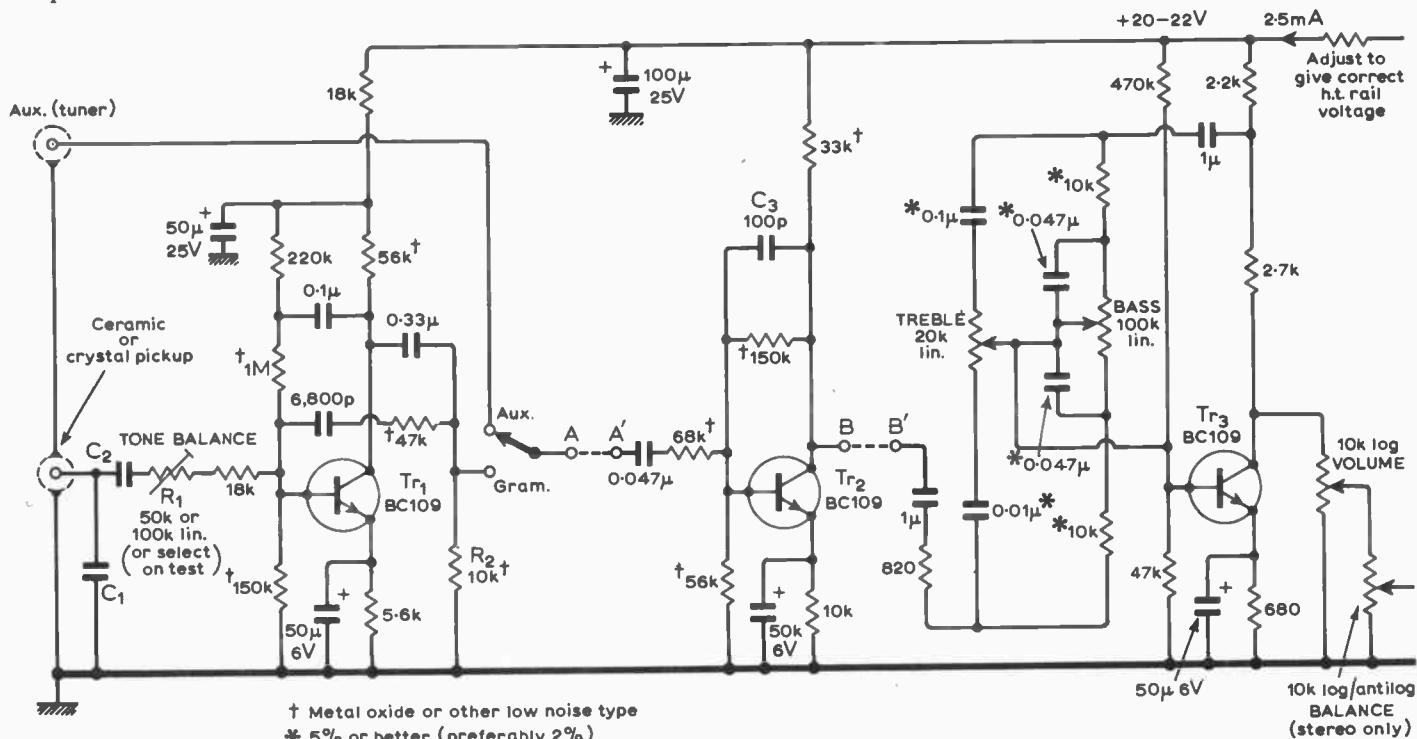 +20-22V
2·5mA
Adjust to
give correct
h.t. rail
voltage
Aux. (tuner)
18k
100μ
25V
470k
2·2k
33k†
1μ
*10k
*0·1μ
*0·047μ
50μ
25V
220k
56k†
C3
100p
2·7k
0·1μ
0·33μ
Ceramic
or
crystal pickup
TREBLE
20k
lin.
BASS
100k
lin.
†150k
†1M
6,800p
†47k
Aux.
A
A'
68k†
0·047μ
B
B'
*0·047μ
Tr3
BC109
10k log
VOLUME
C2
TONE BALANCE
R1
50k or
100k lin.
(or select
on test)
18k
Tr1
BC109
Gram.
Tr2
BC109
1μ
0·01μ*
*10k
C1
†150k
R2
10k†
†56k
820
47k
50μ
6V
5·6k
50k
6V
10k
680
50μ 6V
10k log/antilog
BALANCE
(stereo only)
† Metal oxide or other low noise type
* 5% or better (preferably 2%)